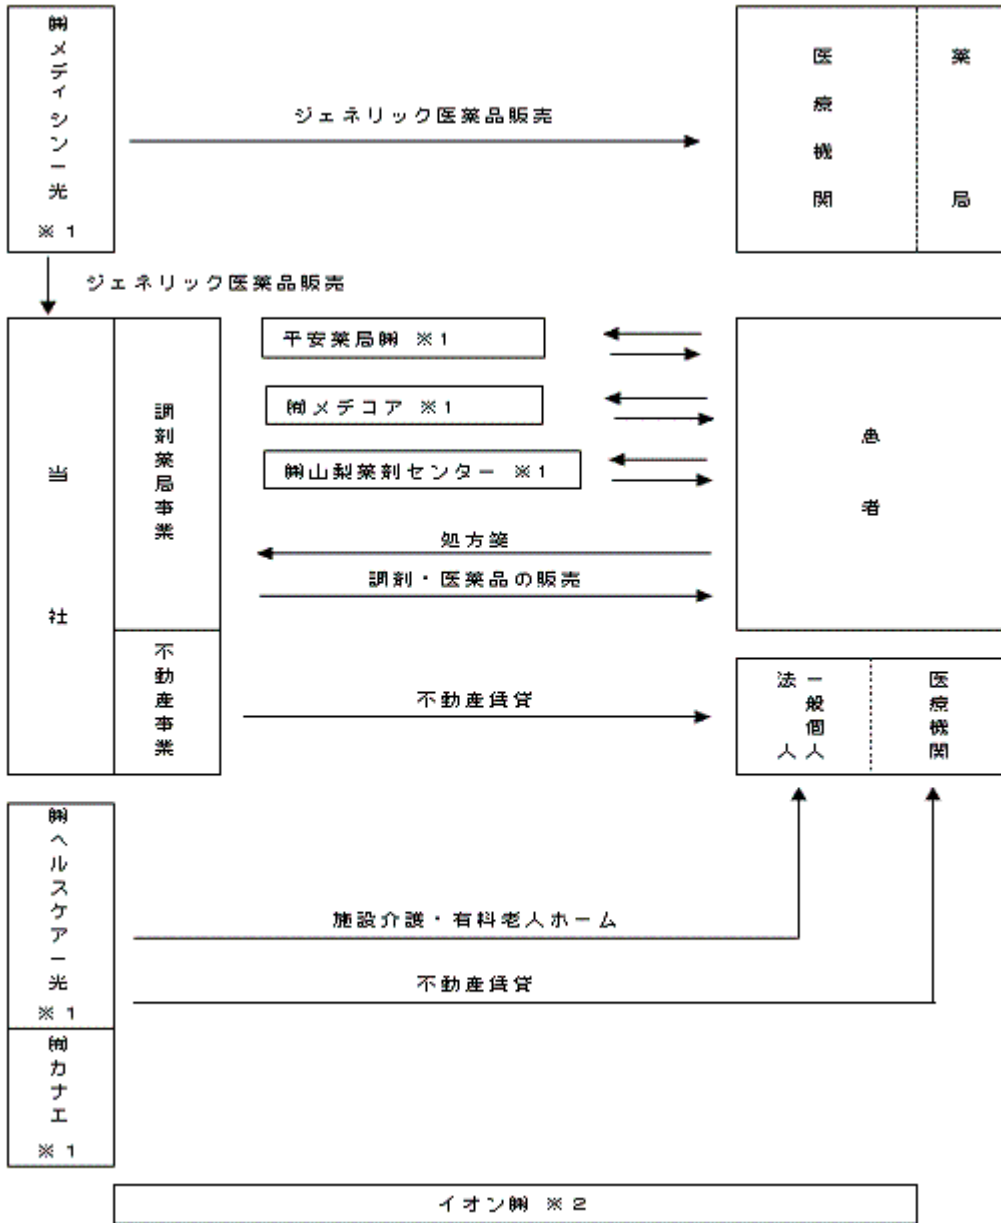 ㈱メディシン一光
※1
ジェネリック医薬品販売
医療機関
薬局
ジェネリック医薬品販売
当社
調剤薬局事業
平安薬局㈱ ※1
㈲メデコア ※1
㈱山梨薬剤センター ※1
処方箋
調剤・医薬品の販売
患者
不動産事業
不動産賃貸
一般個人
法人
医療機関
㈱ヘルスケア一光
※1
施設介護・有料老人ホーム
不動産賃貸
㈲カナエ
※1
イオン㈱ ※2